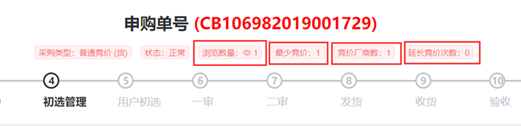 申购单号 (CB106982019001729)
采购类型：普通竞价 (货) 状态：正常 浏览数量：1 最少竞价：1 竞价厂商数：1 延长竞价次数：0
4 5 6 7 8 9 10
初选管理 用户初选 一审 二审 发货 收货 验收